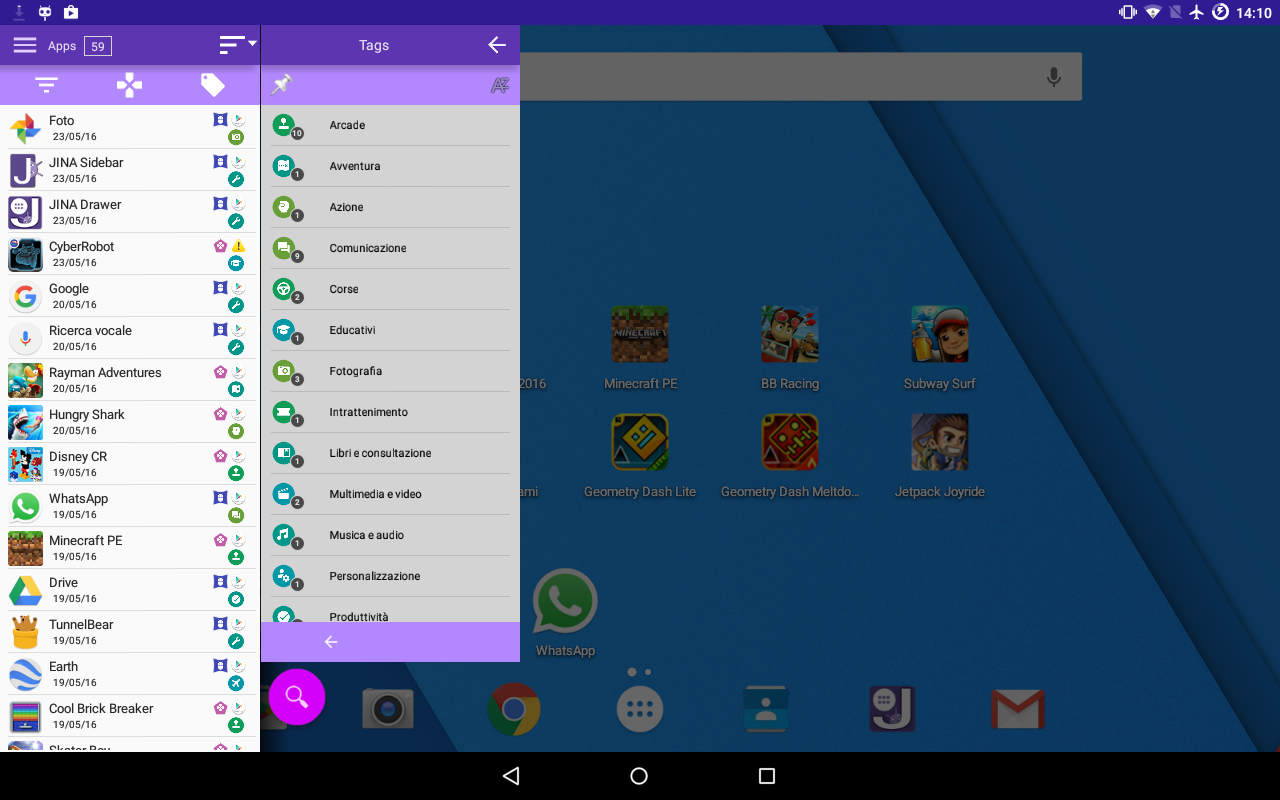 14:10
Apps 59
Tags
AZ
Foto
23/05/16
JINA Sidebar
23/05/16
JINA Drawer
23/05/16
CyberRobot
23/05/16
Google
20/05/16
Ricerca vocale
20/05/16
Rayman Adventures
20/05/16
Hungry Shark
20/05/16
Disney CR
19/05/16
WhatsApp
19/05/16
Minecraft PE
19/05/16
Drive
19/05/16
TunnelBear
19/05/16
Earth
19/05/16
Cool Brick Breaker
19/05/16
Skater Boy
10 Arcade
1 Avventura
1 Azione
9 Comunicazione
2 Corse
1 Educativi
3 Fotografia
1 Intrattenimento
1 Libri e consultazione
2 Multimedia e video
1 Musica e audio
1 Personalizzazione
Produttività
MINECRAFT
2016
Minecraft PE
BB Racing
Subway Surf
ami
Geometry Dash Lite
Geometry Dash Meltdo...
Jetpack Joyride
WhatsApp